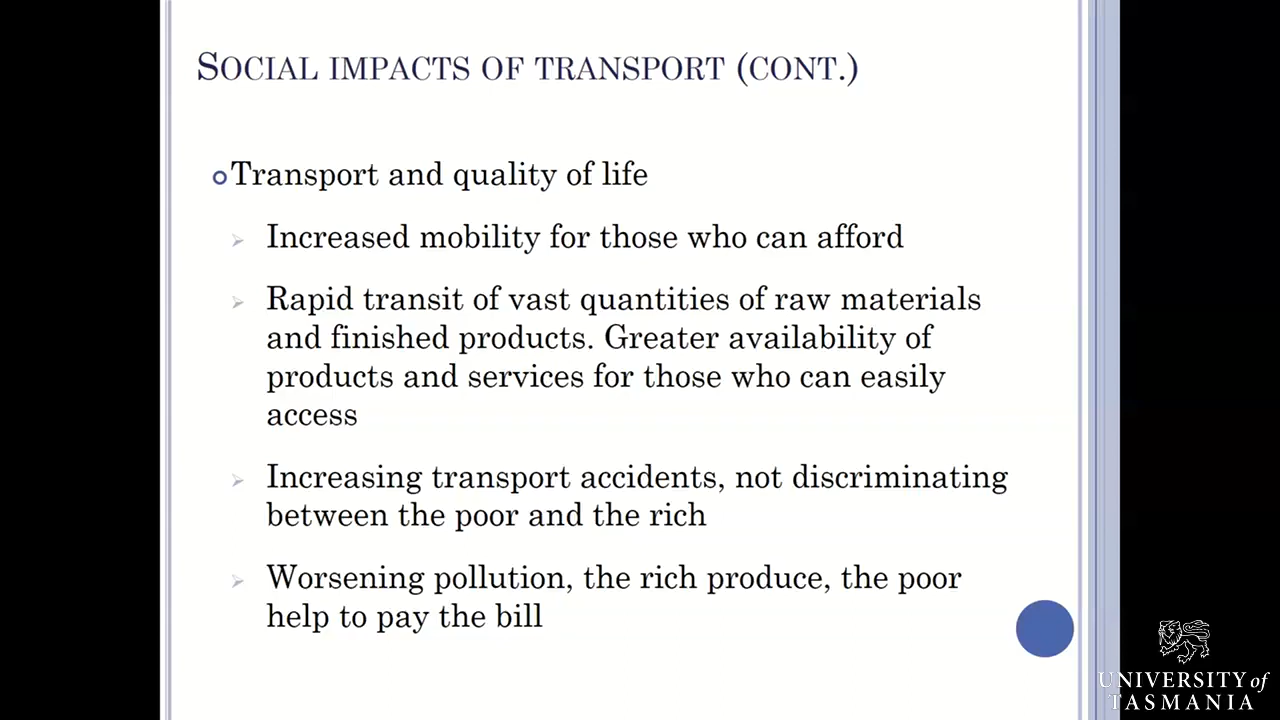 SOCIAL IMPACTS OF TRANSPORT (CONT.)
Transport and quality of life
Increased mobility for those who can afford
Rapid transit of vast quantities of raw materials
and finished products. Greater availability of
products and services for those who can easily
access
Increasing transport accidents, not discriminating
between the poor and the rich
Worsening pollution, the rich produce, the poor
help to pay the bill
UNIVERSITY of
TASMANIA